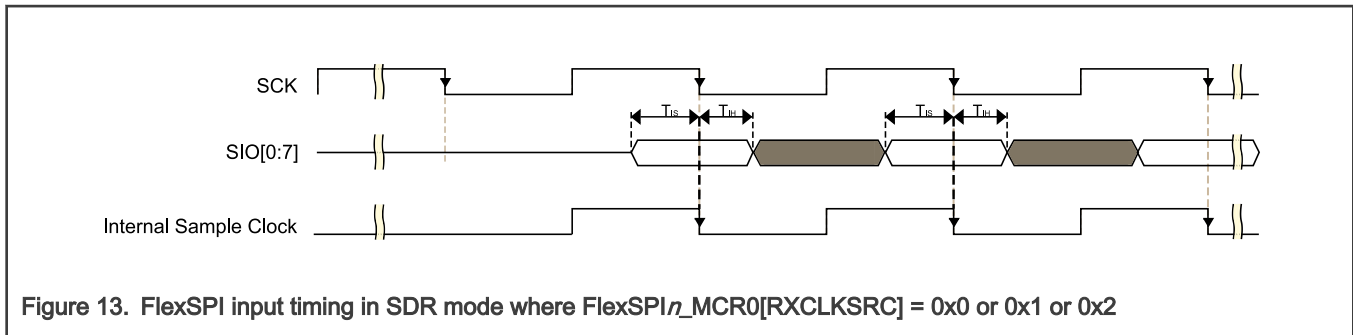 SCK
TIS TIH TIS TIH
SIO[0:7]
Internal Sample Clock
Figure 13. FlexSPI input timing in SDR mode where FlexSPIn_MCR0[RXCLKSRC] = 0x0 or 0x1 or 0x2